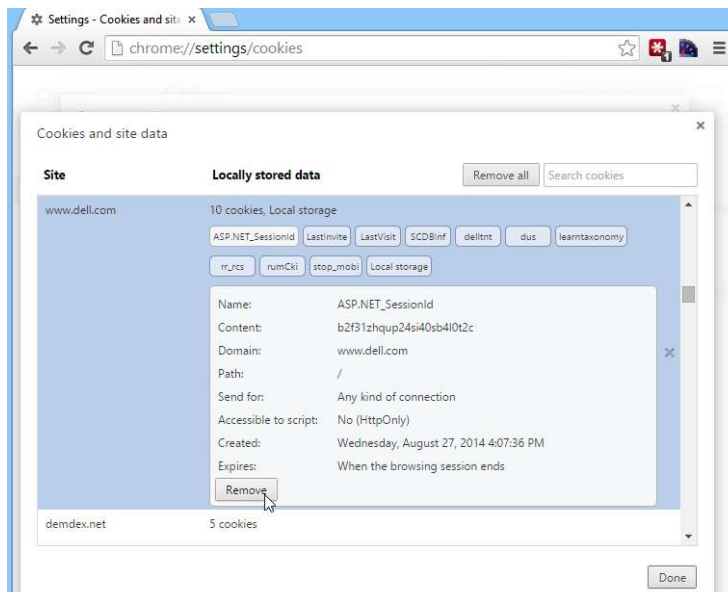 Settings - Cookies and site
chrome://settings/cookies
1
Cookies and site data
Site Locally stored data Remove all Search cookies
www.dell.com 10 cookies, Local storage
ASP.NET_SessionId LastInvite LastVisit SCDBInf delltnt dus learntaxonomy
rr_rcs rumCki stop_mobi Local storage
Name: ASP.NET_SessionId
Content: b2f31zhqup24si40sb4l0t2c
Domain: www.dell.com
Path: /
Send for: Any kind of connection
Accessible to script: No (HttpOnly)
Created: Wednesday, August 27, 2014 4:07:36 PM
Expires: When the browsing session ends
Remove
demdex.net 5 cookies
Done